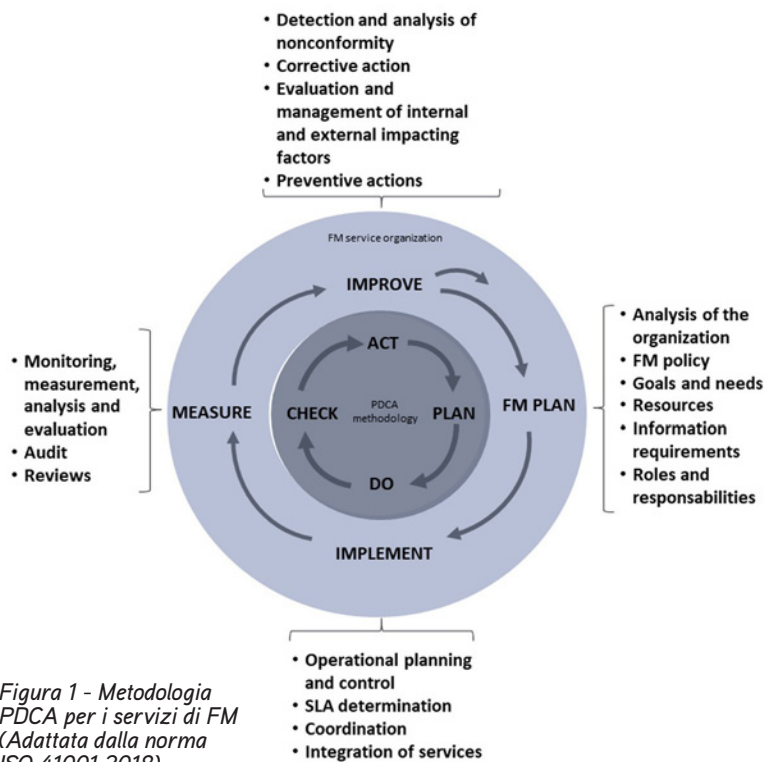 • Detection and analysis of
nonconformity
• Corrective action
• Evaluation and
management of internal
and external impacting
factors
• Preventive actions
FM service organization
IMPROVE
ACT
• Monitoring,
measurement,
analysis and
evaluation
• Audit
• Reviews
MEASURE
CHECK
PDCA
methodology
PLAN
FM PLAN
• Analysis of the
organization
• FM policy
• Goals and needs
• Resources
• Information
requirements
• Roles and
responsabilities
DO
IMPLEMENT
• Operational planning
and control
• SLA determination
• Coordination
• Integration of services
Figura 1 - Metodologia
PDCA per i servizi di FM
(Adattata dalla norma
ISO 41001 2018)